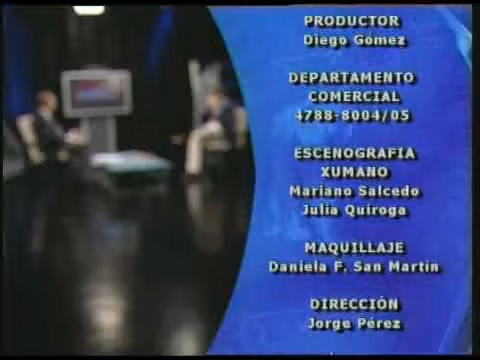 PRODUCTOR
Diego Gómez
DEPARTAMENTO
COMERCIAL
4788-8004/05
ESCENOGRAFIA
XUMANO
Mariano Salcedo
Julia Quiroga
MAQUILLAJE
Daniela F. San Martín
DIRECCIÓN
Jorge Pérez